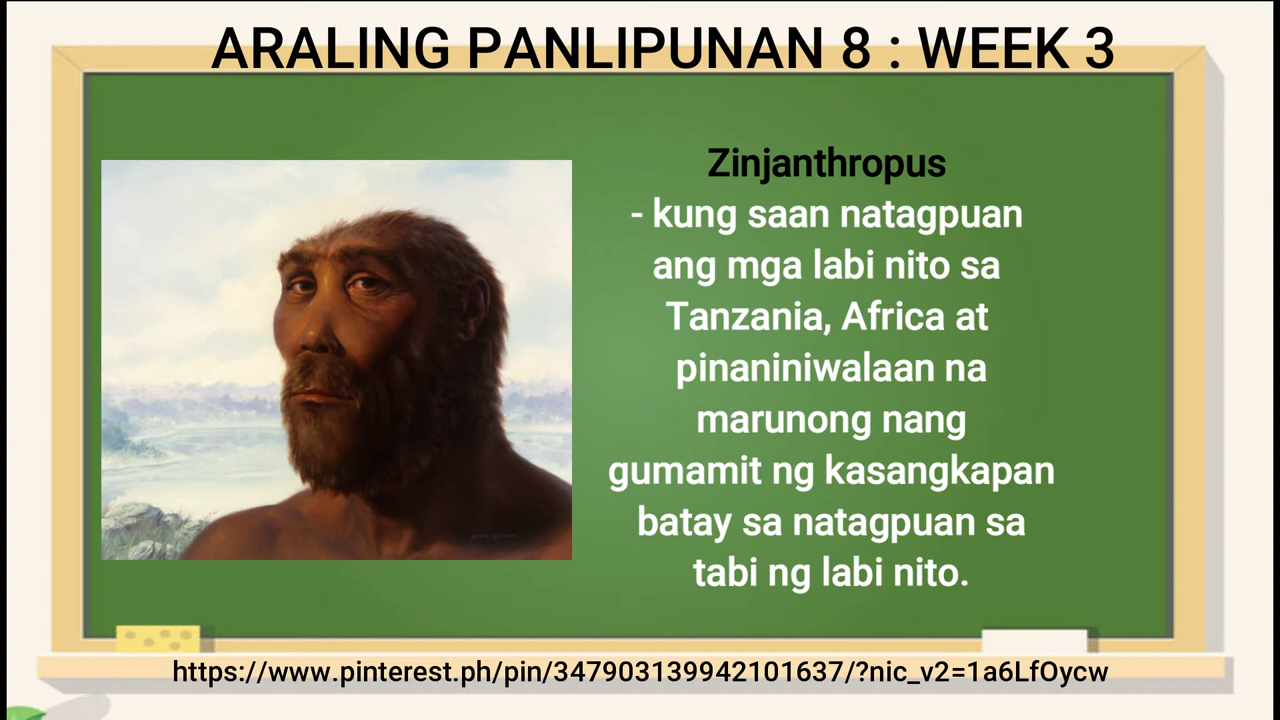 ARALING PANLIPUNAN 8 : WEEK 3
Zinjanthropus
- kung saan natagpuan
ang mga labi nito sa
Tanzania, Africa at
pinaniniwalaan na
marunong nang
gumamit ng kasangkapan
batay sa natagpuan sa
tabi ng labi nito.
https://www.pinterest.ph/pin/347903139942101637/?nic_v2=1a6LfOycw